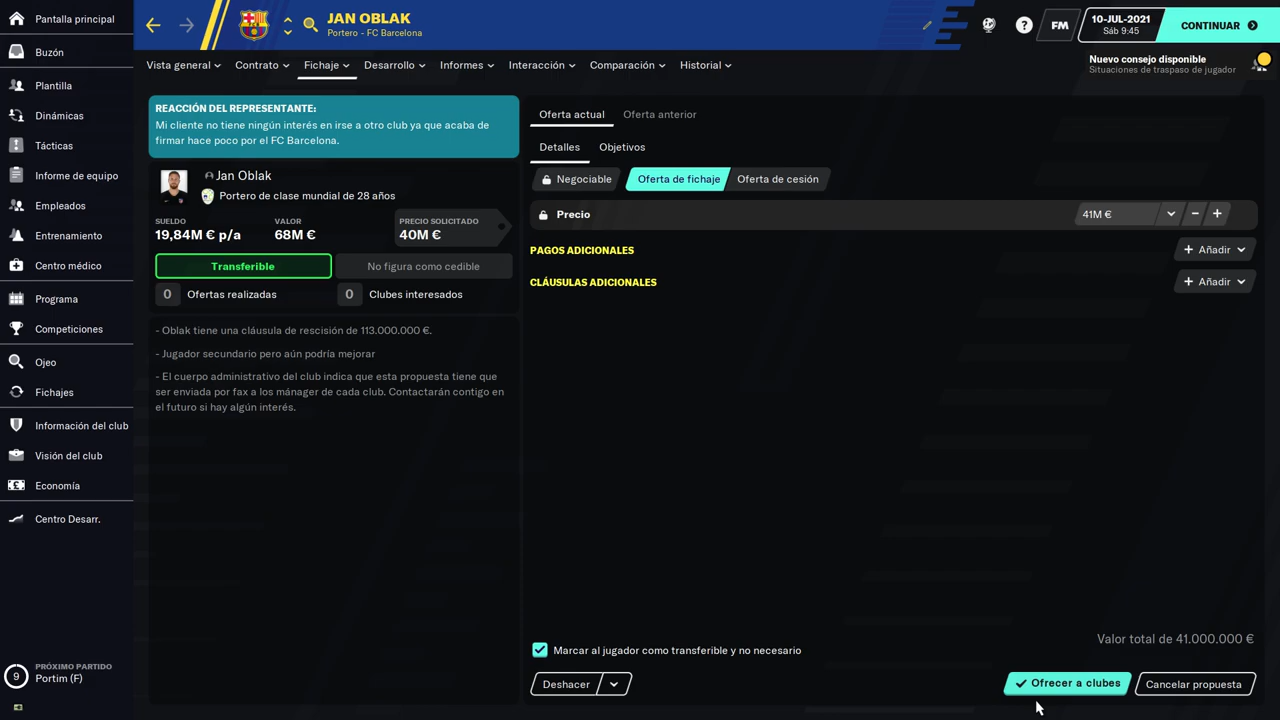 Pantalla principal
Buzón
Plantilla
Dinámicas
Tácticas
Informe de equipo
Empleados
Entrenamiento
Centro médico
Programa
Competiciones
Ojeo
Fichajes
Información del club
Visión del club
Economía
Centro Desarr.
9
PRÓXIMO PARTIDO
Portim (F)
JAN OBLAK
Portero - FC Barcelona
?
FM
10-JUL-2021
Sáb 9:45
CONTINUAR
Vista general
Contrato
Fichaje
Desarrollo
Informes
Interacción
Comparación
Historial
Nuevo consejo disponible
Situaciones de traspaso de jugador
REACCIÓN DEL REPRESENTANTE:
Mi cliente no tiene ningún interés en irse a otro club ya que acaba de
firmar hace poco por el FC Barcelona.
Jan Oblak
Portero de clase mundial de 28 años
SUELDO
19,84M € p/a
VALOR
68M €
PRECIO SOLICITADO
40M €
Transferible
No figura como cedible
0 Ofertas realizadas
0 Clubes interesados
- Oblak tiene una cláusula de rescisión de 113.000.000 €.
- Jugador secundario pero aún podría mejorar
- El cuerpo administrativo del club indica que esta propuesta tiene que
ser enviada por fax a los mánager de cada club. Contactarán contigo en
el futuro si hay algún interés.
Oferta actual
Oferta anterior
Detalles
Objetivos
Negociable
Oferta de fichaje
Oferta de cesión
Precio
41M €
PAGOS ADICIONALES
+ Añadir
CLÁUSULAS ADICIONALES
+ Añadir
Valor total de 41.000.000 €
Marcar al jugador como transferible y no necesario
Deshacer
Ofrecer a clubes
Cancelar propuesta